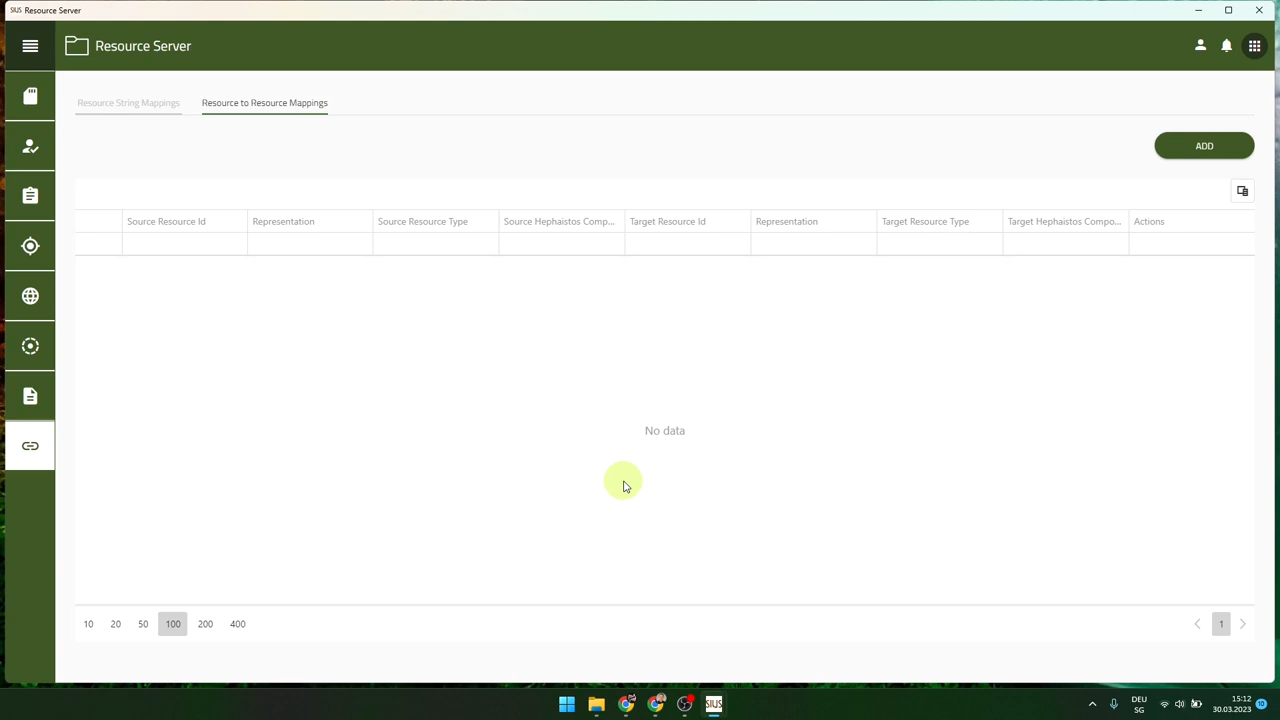 SIUS Resource Server
Resource Server
Resource String Mappings
Resource to Resource Mappings
ADD
Source Resource Id
Representation
Source Resource Type
Source Hephaistos Comp...
Target Resource Id
Representation
Target Resource Type
Target Hephaistos Compo...
Actions
No data
10 20 50 100 200 400
1
SIUS
DEU
SG
15:12
30.03.2023
10